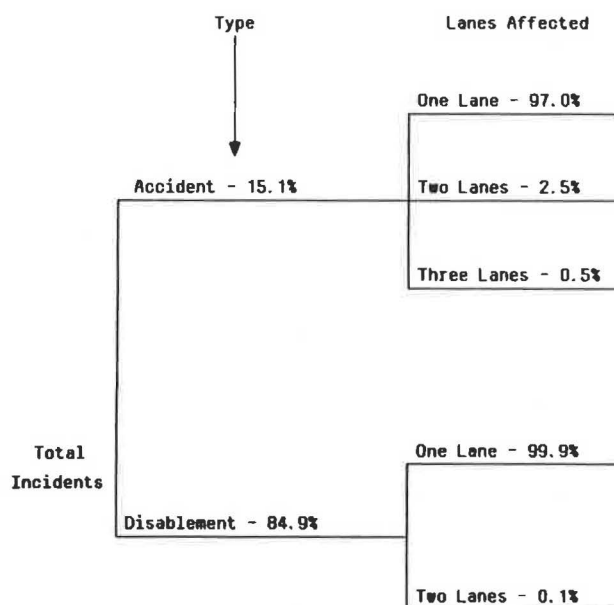 Type
Lanes Affected
One Lane - 97.0%
Accident - 15.1%
Two Lanes - 2.5%
Three Lanes - 0.5%
Total
Incidents
One Lane - 99.9%
Disablement - 84.9%
Two Lanes - 0.1%